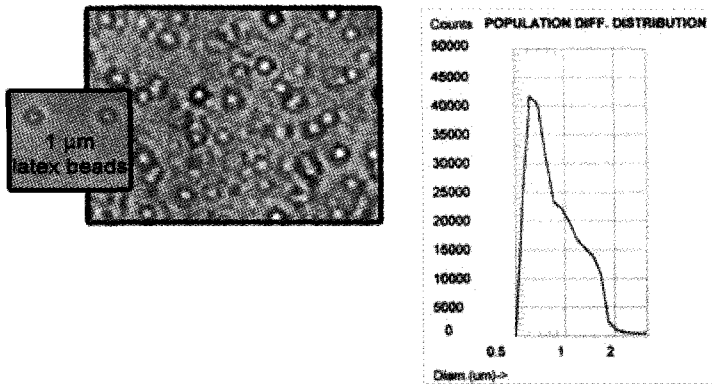 1 µm
latex beads
Counts POPULATION DIFF. DISTRIBUTION
50000
45000
40000
35000
30000
25000
20000
15000
10000
5000
0
0.5 1 2
Diam (um)->